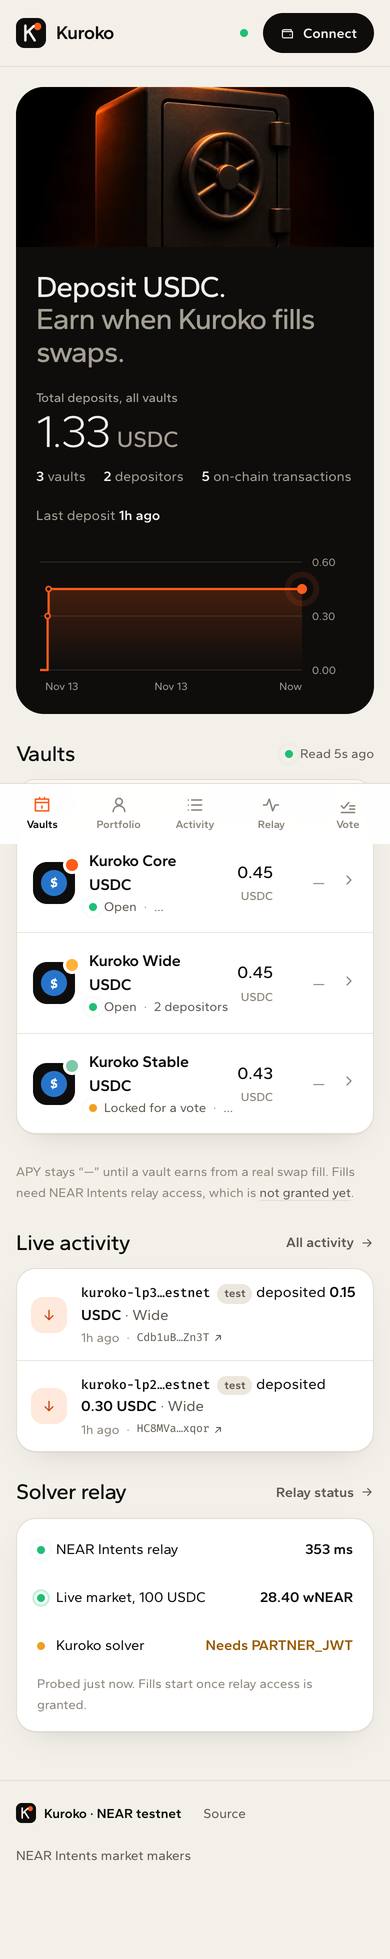 Kuroko
Connect
Deposit USDC.
Earn when Kuroko fills
swaps.
Total deposits, all vaults
1.33 USDC
3 vaults 2 depositors 5 on-chain transactions
Last deposit 1h ago
0.60
0.30
0.00
Nov 13 Nov 13 Now
Vaults
Read 5s ago
Vaults Portfolio Activity Relay Vote
Kuroko Core
USDC
Open · ...
0.45
USDC
—
Kuroko Wide
USDC
Open · 2 depositors
0.45
USDC
—
Kuroko Stable
USDC
Locked for a vote · ...
0.43
USDC
—
APY stays “—” until a vault earns from a real swap fill. Fills
need NEAR Intents relay access, which is not granted yet.
Live activity
All activity →
kuroko-lp3…estnet test deposited 0.15
USDC · Wide
1h ago · Cdb1uB…Zn3T ↗
kuroko-lp2…estnet test deposited
0.30 USDC · Wide
1h ago · HC8MVa…xqor ↗
Solver relay
Relay status →
NEAR Intents relay 353 ms
Live market, 100 USDC 28.40 wNEAR
Kuroko solver Needs PARTNER_JWT
Probed just now. Fills start once relay access is
granted.
Kuroko · NEAR testnet Source
NEAR Intents market makers